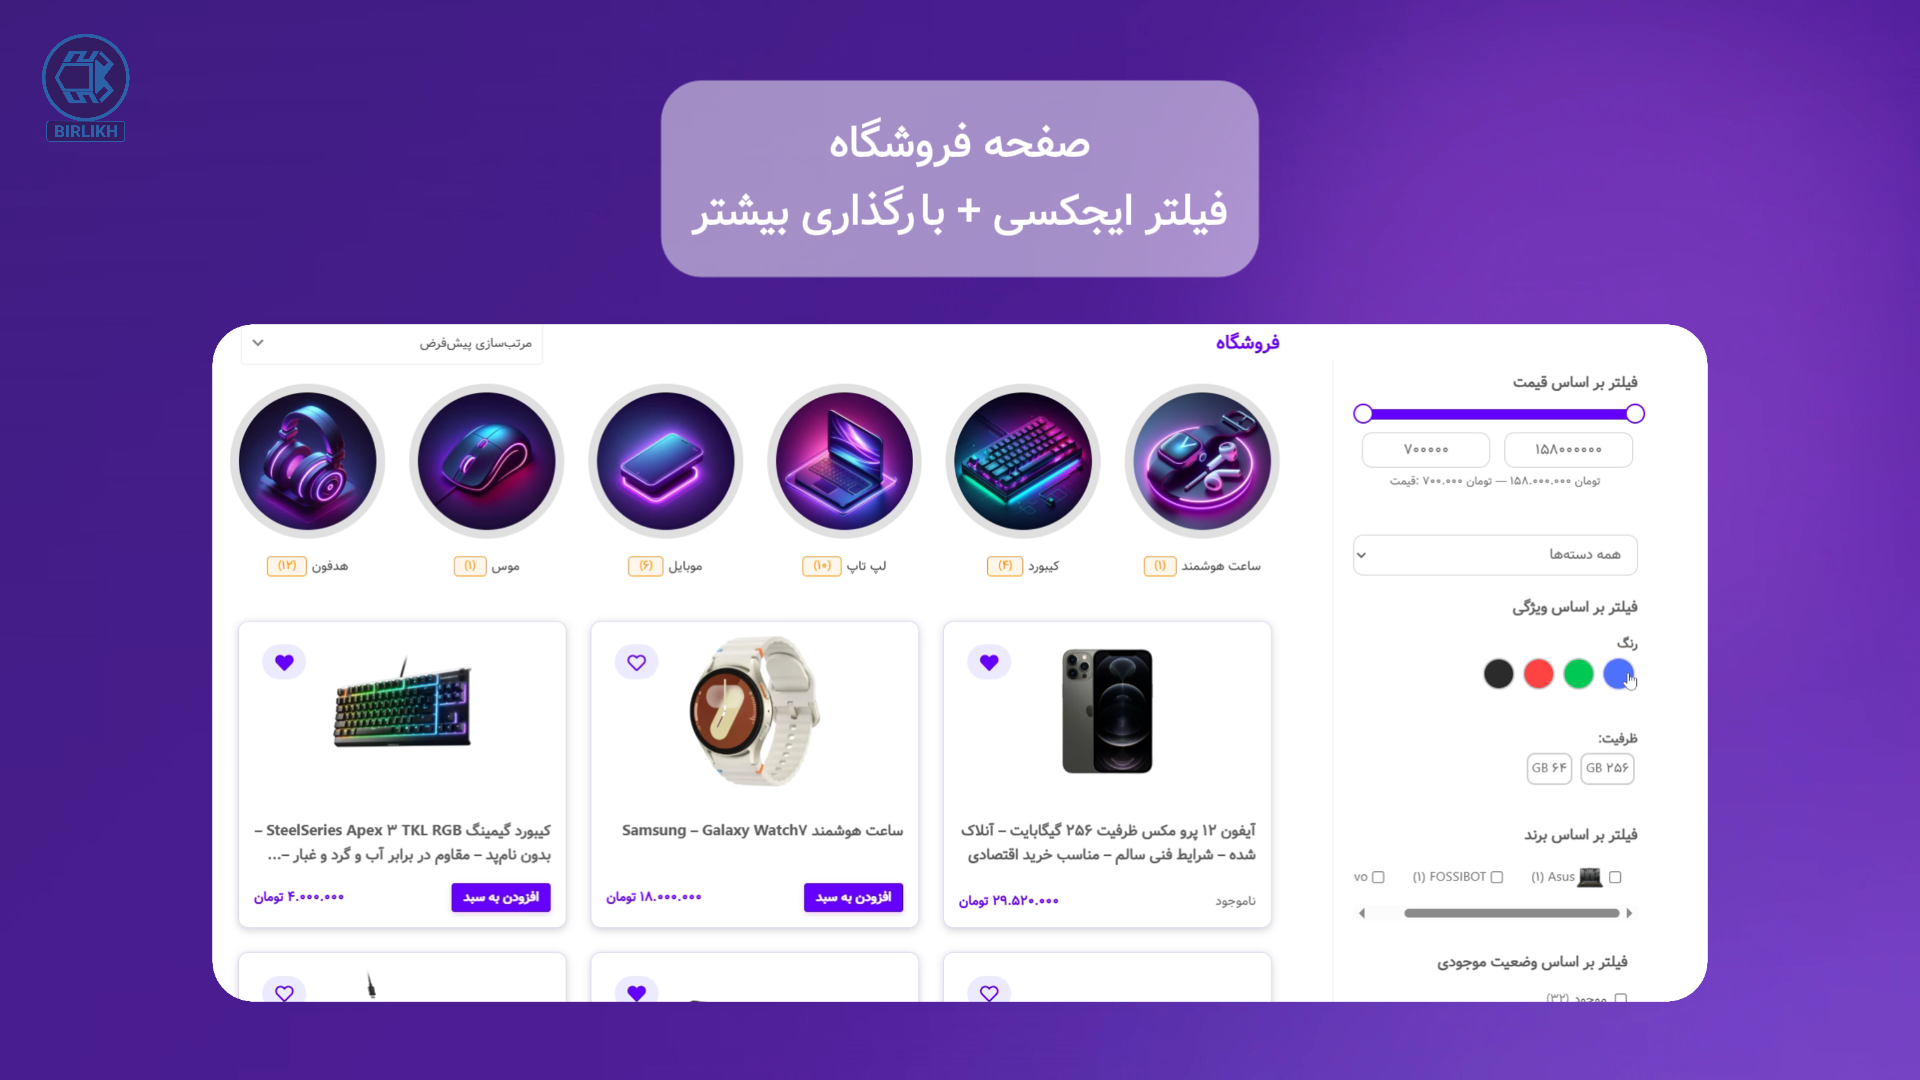 BIRLIKH
صفحه فروشگاه
فیلتر ایجکسی + بارگذاری بیشتر
فروشگاه
مرتب‌سازی پیش‌فرض
ساعت هوشمند (۱)
کیبورد (۴)
لپ تاپ (۱۰)
موبایل (۶)
موس (۱)
هدفون (۱۲)
آیفون ۱۲ پرو مکس ظرفیت ۲۵۶ گیگابایت – آنلاک
شده – شرایط فنی سالم – مناسب خرید اقتصادی
ناموجود
۲۹.۵۲۰.۰۰۰ تومان
ساعت هوشمند Samsung – Galaxy Watch۷
افزودن به سبد
۱۸.۰۰۰.۰۰۰ تومان
کیبورد گیمینگ SteelSeries Apex ۳ TKL RGB –
بدون نام‌پد – مقاوم در برابر آب و گرد و غبار –...
افزودن به سبد
۴.۰۰۰.۰۰۰ تومان
فیلتر بر اساس قیمت
۱۵۸۰۰۰۰۰۰
۷۰۰۰۰۰
قیمت: ۷۰۰.۰۰۰ تومان — ۱۵۸.۰۰۰.۰۰۰ تومان
همه دسته‌ها
فیلتر بر اساس ویژگی
رنگ
ظرفیت:
۲۵۶ GB
۶۴ GB
فیلتر بر اساس برند
Asus (۱)
FOSSIBOT (۱)
vo
فیلتر بر اساس وضعیت موجودی
موجود (۳۲)